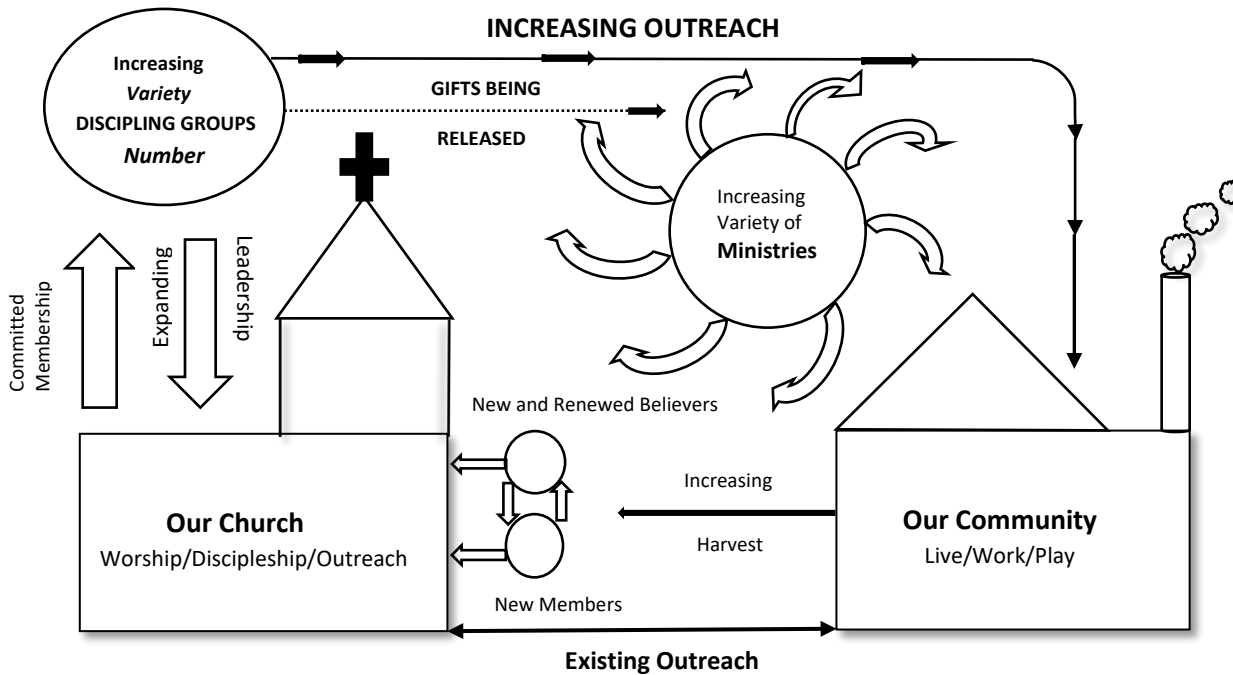 INCREASING OUTREACH
Increasing
Variety
DISCIPLING GROUPS
Number
GIFTS BEING
RELEASED
Increasing
Variety of
Ministries
Committed
Membership
Expanding
Leadership
New and Renewed Believers
Our Church
Worship/Discipleship/Outreach
Increasing
Harvest
Our Community
Live/Work/Play
New Members
Existing Outreach